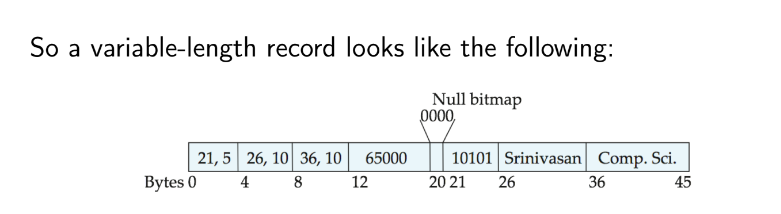 So a variable-length record looks like the following:
Null bitmap
0000
21, 5 26, 10 36, 10 65000 10101 Srinivasan Comp. Sci.
Bytes 0 4 8 12 20 21 26 36 45